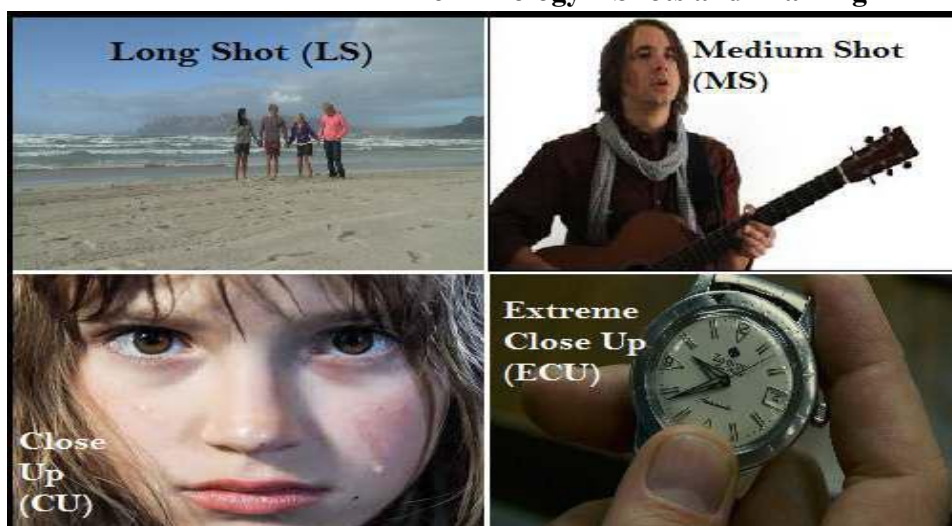 Long Shot (LS)
Medium Shot
(MS)
Extreme
Close Up
(ECU)
Close
Up
(CU)